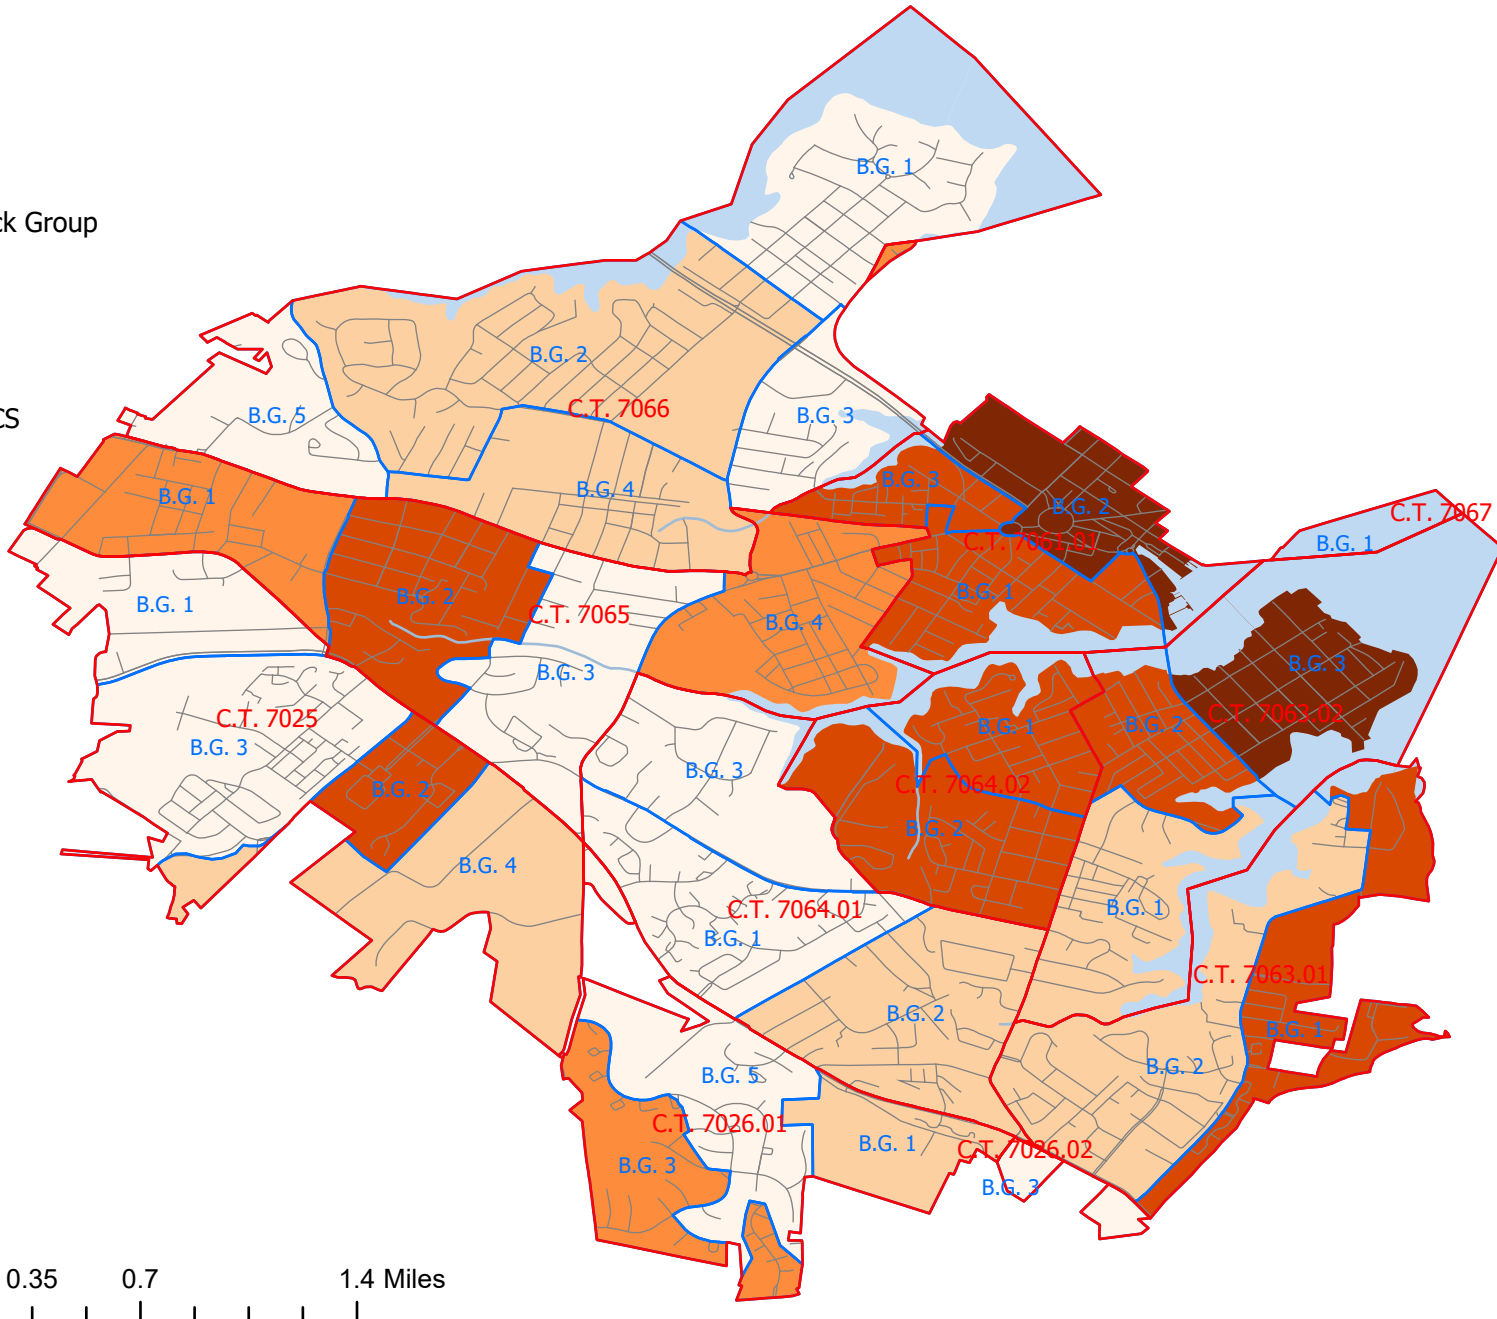 B.G. 1
ck Group
B.G. 2
C.T. 7066
B.G. 5
B.G. 3
CS
B.G. 3
B.G. 4
B.G. 1
B.G. 2
C.T. 7067
C.T. 7061.01
B.G. 1
B.G. 1
B.G. 2
B.G. 1
C.T. 7065
B.G. 4
B.G. 3
B.G. 3
C.T. 7025
B.G. 3
C.T. 7063.02
B.G. 1
B.G. 2
B.G. 3
C.T. 7064.02
B.G. 2
B.G. 2
B.G. 4
C.T. 7064.01
B.G. 1
B.G. 1
C.T. 7063.01
B.G. 2
B.G. 1
B.G. 2
B.G. 5
C.T. 7026.01
B.G. 1
C.T. 7026.02
B.G. 3
B.G. 3
0.35 0.7 1.4 Miles